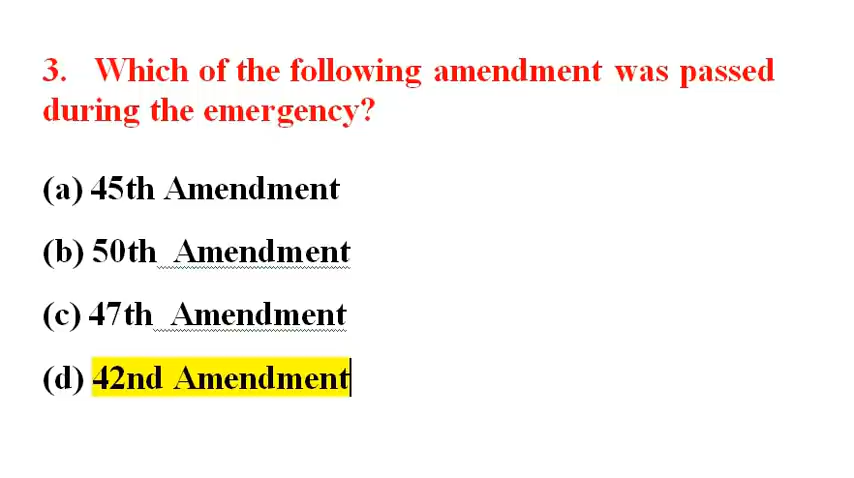 3. Which of the following amendment was passed
during the emergency?
(a) 45th Amendment
(b) 50th Amendment
(c) 47th Amendment
(d) 42nd Amendment